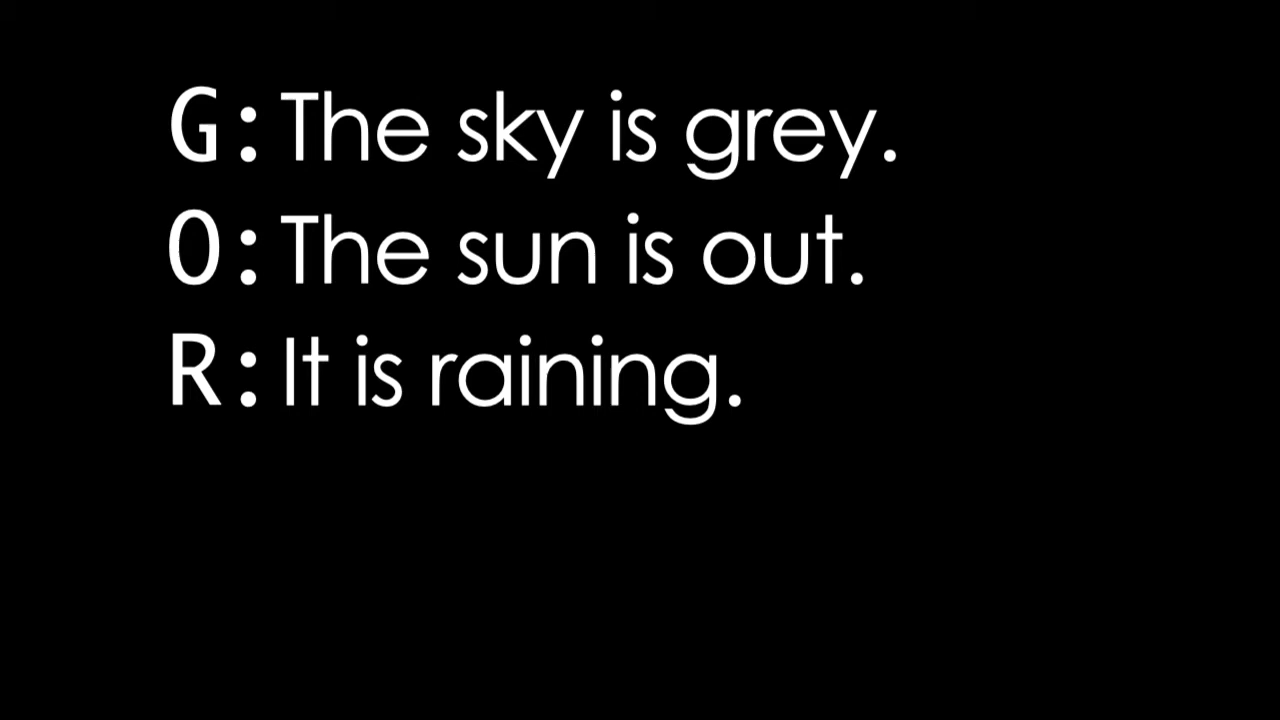 G: The sky is grey.
O: The sun is out.
R: It is raining.